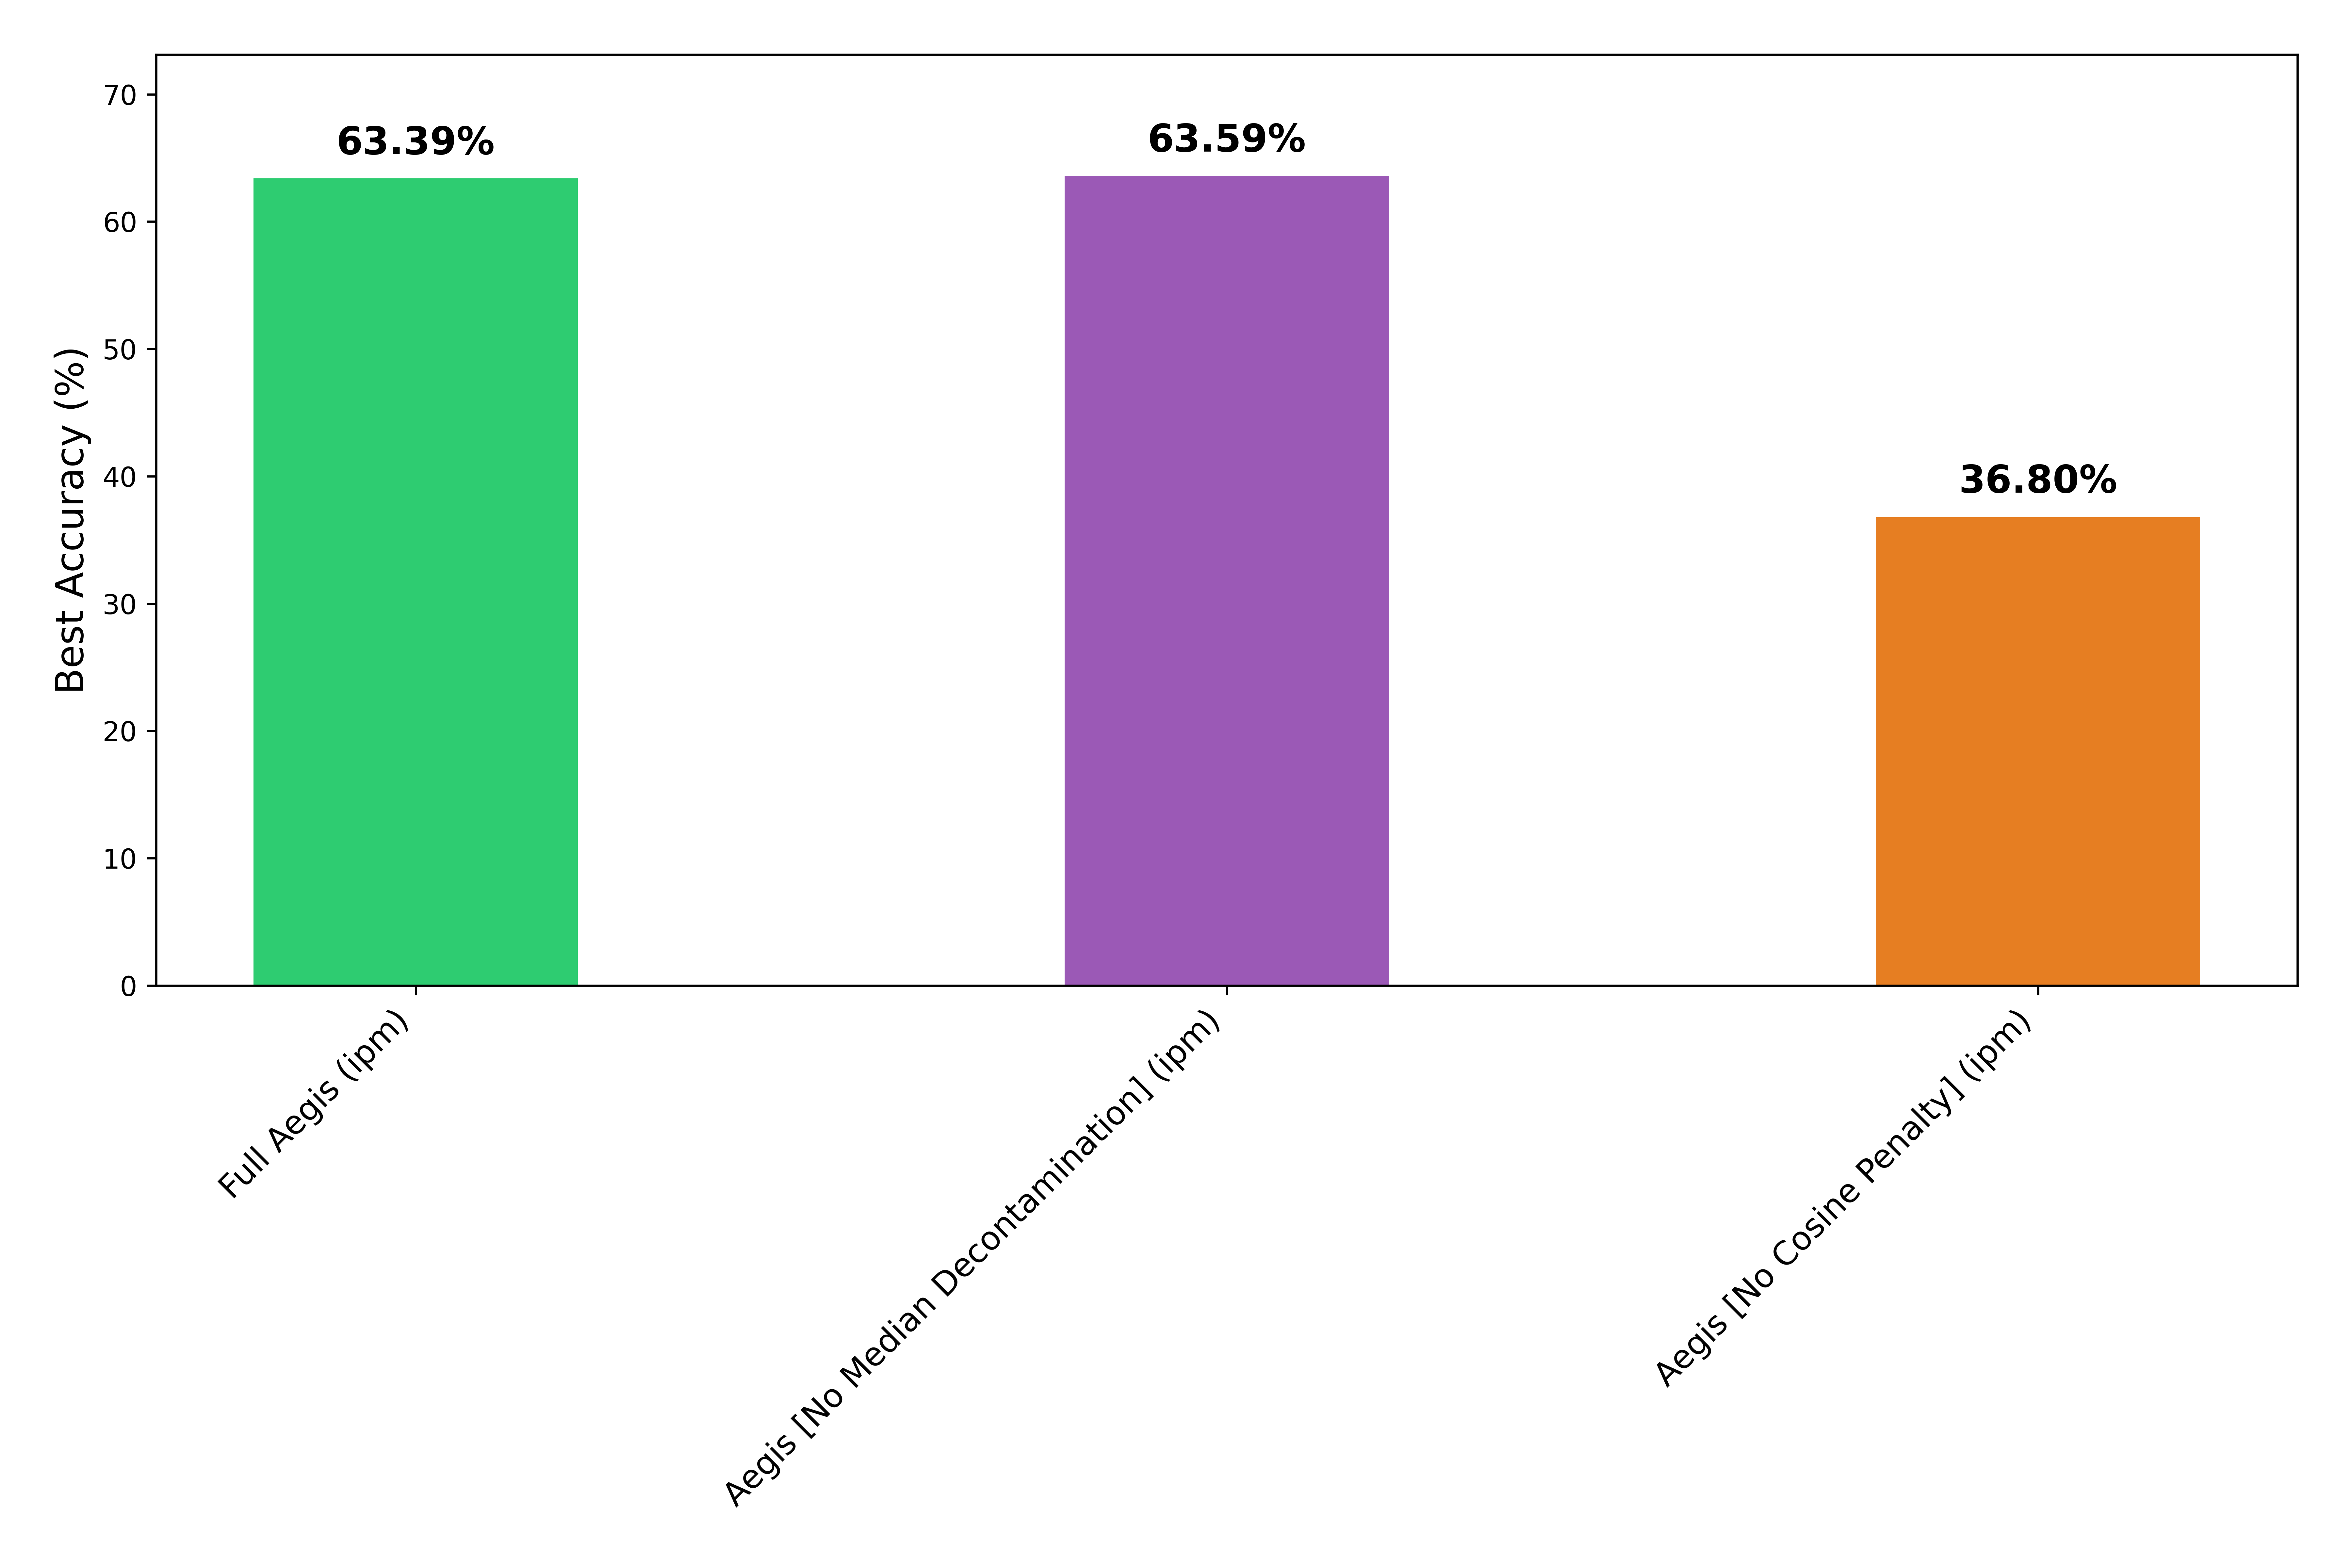 70
60
50
40
30
20
10
0
Best Accuracy (%)
63.39%
63.59%
36.80%
Full Aegis (ipm)
Aegis [No Median Decontamination] (ipm)
Aegis [No Cosine Penalty] (ipm)